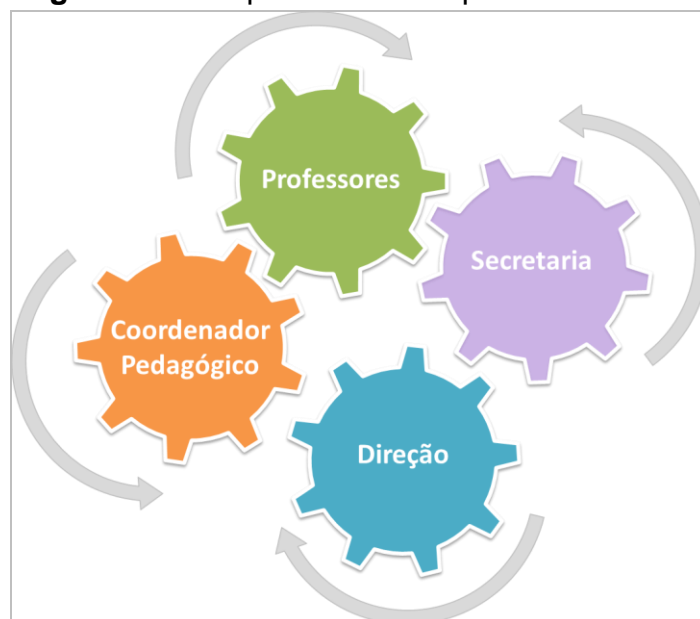 Professores
Secretaria
Coordenador
Pedagógico
Direção